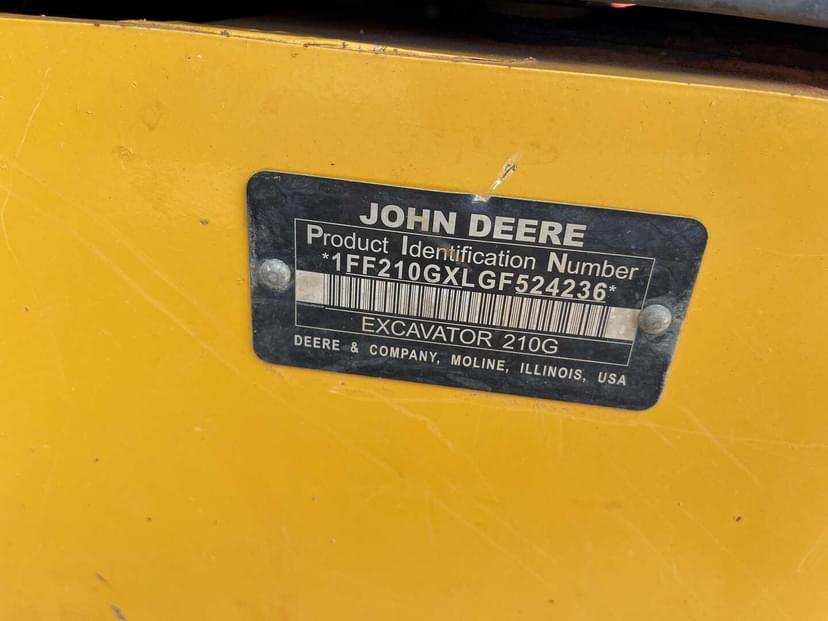 JOHN DEERE
Product Identification Number
*1FF210GXLGF524236*
EXCAVATOR 210G
DEERE & COMPANY, MOLINE, ILLINOIS, USA